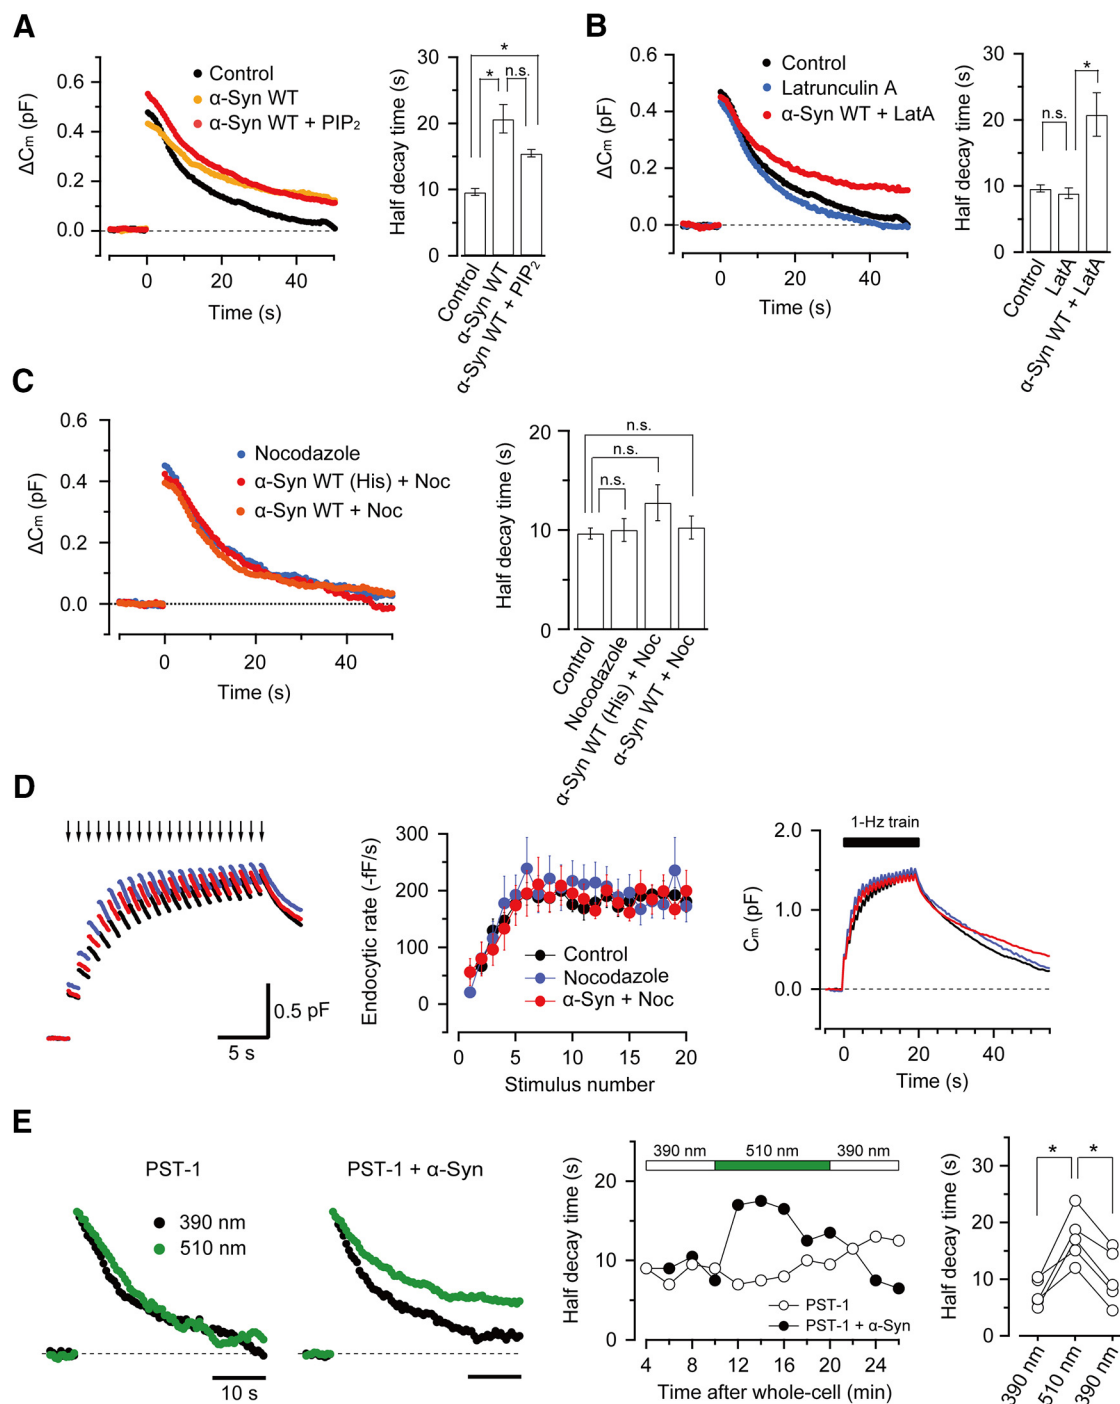 A
0.6
0.4
0.2
0.0
ΔCm (pF)
0
20
40
Time (s)
Control
α-Syn WT
α-Syn WT + PIP2
30
20
10
0
Half decay time (s)
*
*
n.s.
Control
α-Syn WT
α-Syn WT + PIP2
B
0.6
0.4
0.2
0.0
ΔCm (pF)
0
20
40
Time (s)
Control
Latrunculin A
α-Syn WT + LatA
30
20
10
0
Half decay time (s)
n.s.
*
Control
LatA
α-Syn WT + LatA
C
0.6
0.4
0.2
0.0
ΔCm (pF)
0
20
40
Time (s)
Nocodazole
α-Syn WT (His) + Noc
α-Syn WT + Noc
20
10
0
Half decay time (s)
n.s.
n.s.
n.s.
Control
Nocodazole
α-Syn WT (His) + Noc
α-Syn WT + Noc
D
0.5 pF
5 s
300
200
100
0
Endocytic rate (-fF/s)
0
5
10
15
20
Stimulus number
Control
Nocodazole
α-Syn + Noc
2.0
1.0
0.0
Cm (pF)
1-Hz train
0
20
40
Time (s)
E
PST-1
PST-1 + α-Syn
390 nm
510 nm
10 s
20
10
0
Half decay time (s)
390 nm
510 nm
390 nm
PST-1
PST-1 + α-Syn
4
8
12
16
20
24
Time after whole-cell (min)
30
20
10
0
Half decay time (s)
*
*
390 nm
510 nm
390 nm